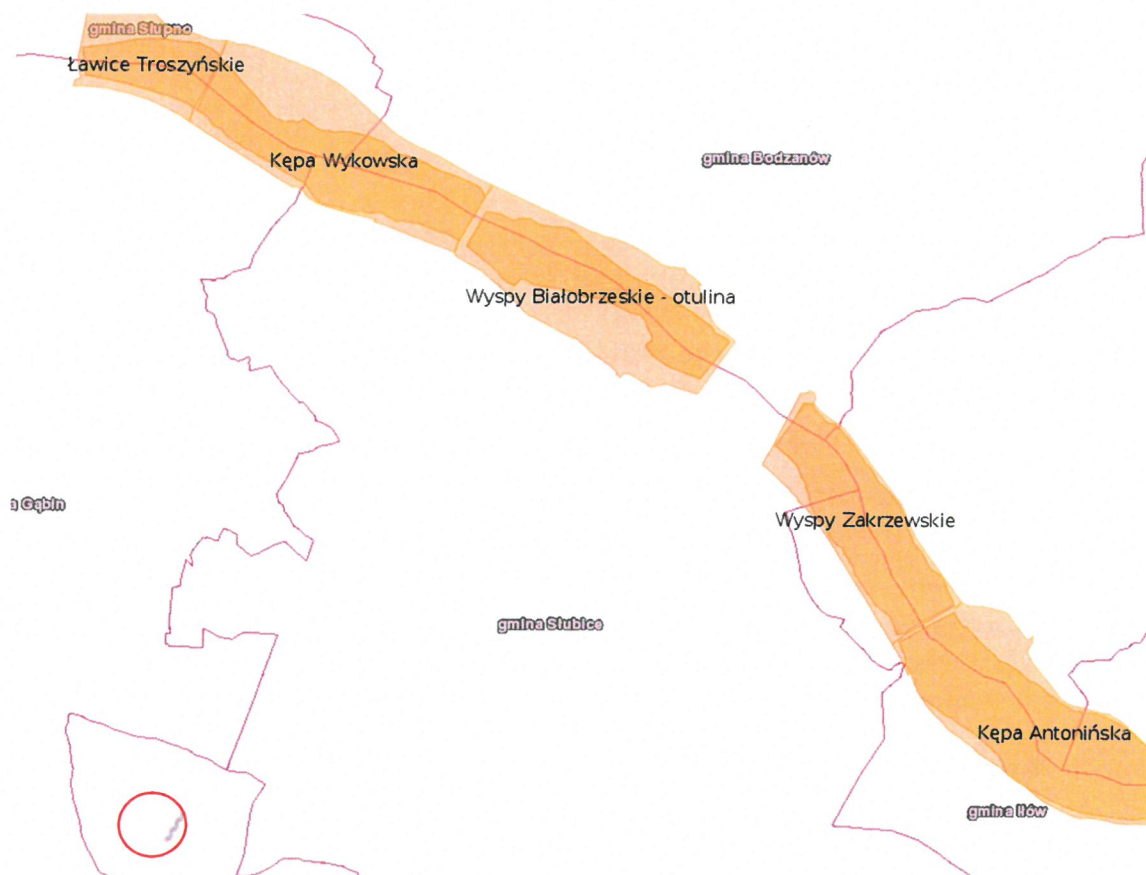 gmina Słupno
Ławice Troszyńskie
Kępa Wykowska
gmina Bodzanów
Wyspy Białobrzeskie - otulina
a Gąbin
Wyspy Zakrzewskie
gmina Słubice
Kępa Antonińska
gmina Iłów